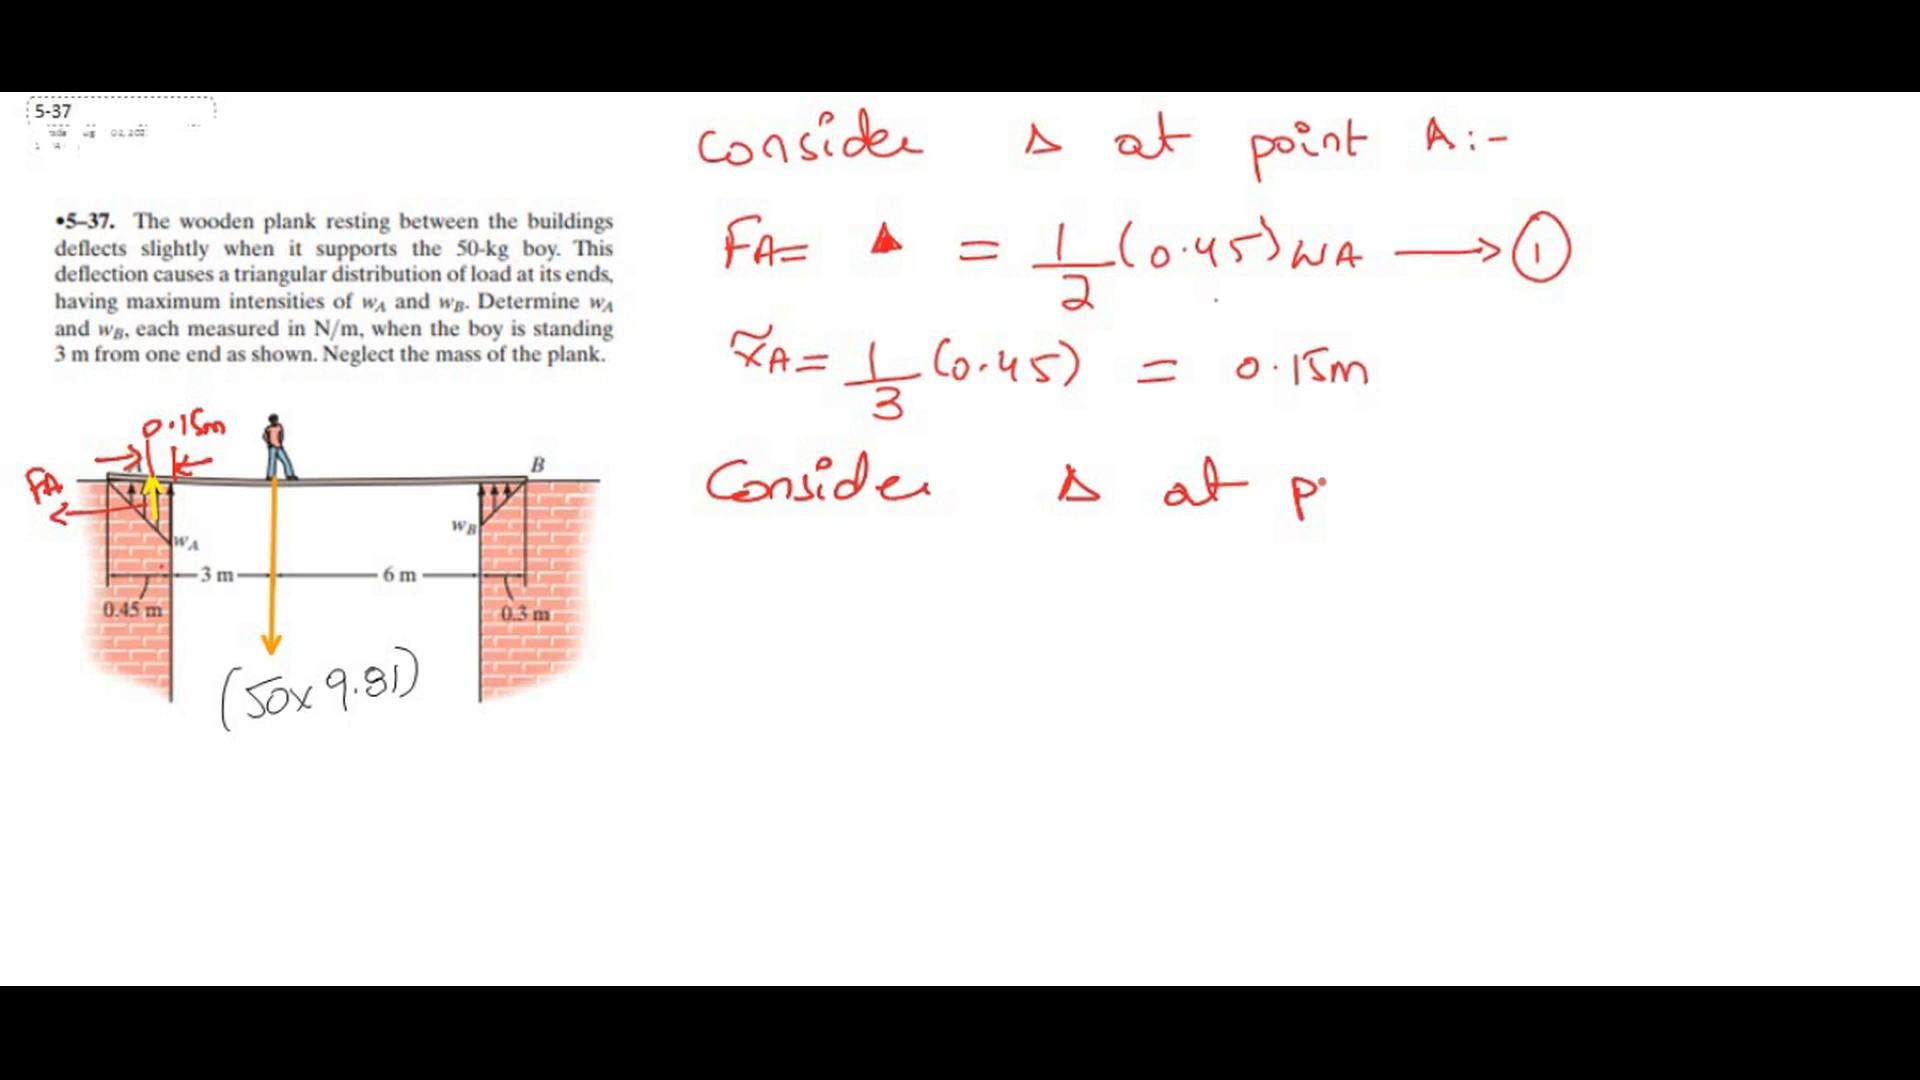 5-37
•5–37. The wooden plank resting between the buildings
deflects slightly when it supports the 50-kg boy. This
deflection causes a triangular distribution of load at its ends,
having maximum intensities of wA and wB. Determine wA
and wB, each measured in N/m, when the boy is standing
3 m from one end as shown. Neglect the mass of the plank.
0.15m
FA
B
wA
wB
3 m
6 m
0.45 m
0.3 m
(50x9.81)
Consider Δ at point A:-
FA= ▲ = 1/2 (0.45) WA → 1
x̃A= 1/3 (0.45) = 0.15m
Consider Δ at p